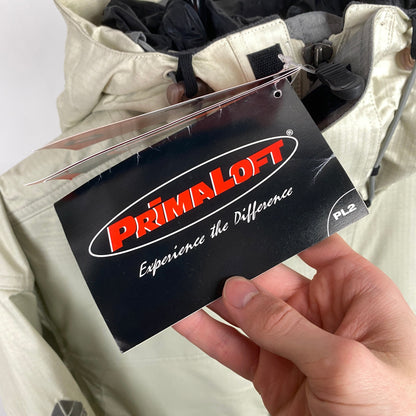 PRIMALOFT®
Experience the Difference
PL2